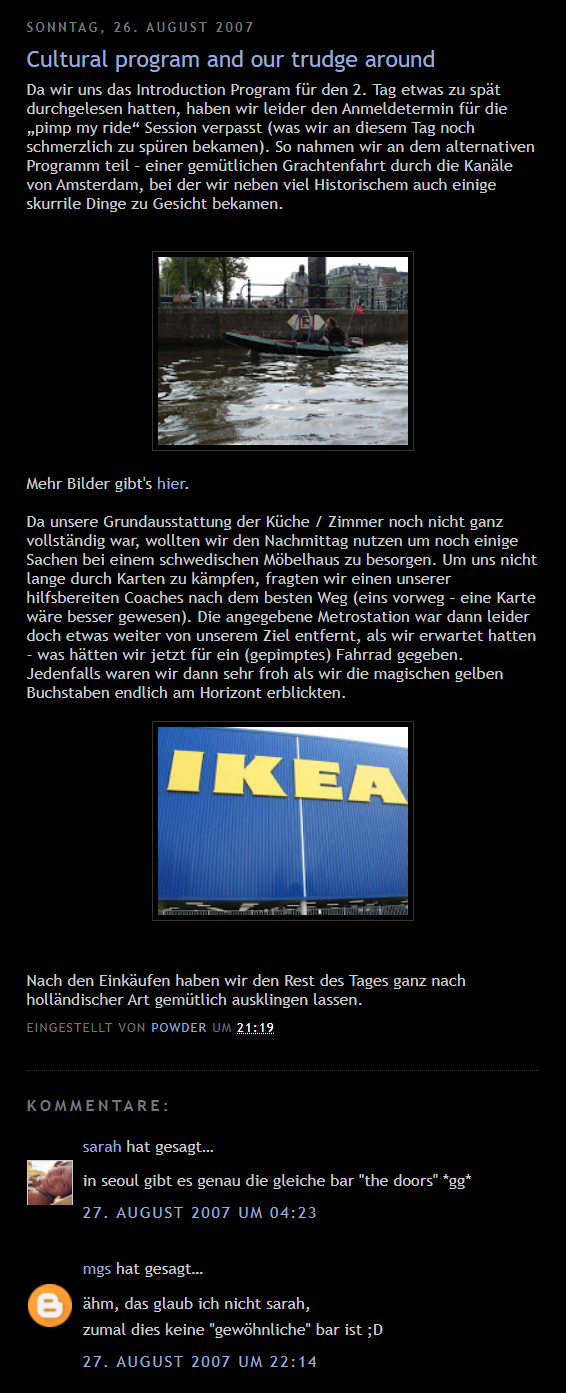 SONNTAG, 26. AUGUST 2007
Cultural program and our trudge around
Da wir uns das Introduction Program für den 2. Tag etwas zu spät
durchgelesen hatten, haben wir leider den Anmeldetermin für die
„pimp my ride“ Session verpasst (was wir an diesem Tag noch
schmerzlich zu spüren bekamen). So nahmen wir an dem alternativen
Programm teil – einer gemütlichen Grachtenfahrt durch die Kanäle
von Amsterdam, bei der wir neben viel Historischem auch einige
skurrile Dinge zu Gesicht bekamen.
Mehr Bilder gibt's hier.
Da unsere Grundausstattung der Küche / Zimmer noch nicht ganz
vollständig war, wollten wir den Nachmittag nutzen um noch einige
Sachen bei einem schwedischen Möbelhaus zu besorgen. Um uns nicht
lange durch Karten zu kämpfen, fragten wir einen unserer
hilfsbereiten Coaches nach dem besten Weg (eins vorweg – eine Karte
wäre besser gewesen). Die angegebene Metrostation war dann leider
doch etwas weiter von unserem Ziel entfernt, als wir erwartet hatten
– was hätten wir jetzt für ein (gepimptes) Fahrrad gegeben.
Jedenfalls waren wir dann sehr froh als wir die magischen gelben
Buchstaben endlich am Horizont erblickten.
IKEA
Nach den Einkäufen haben wir den Rest des Tages ganz nach
holländischer Art gemütlich ausklingen lassen.
EINGESTELLT VON POWDER UM 21:19
KOMMENTARE:
sarah hat gesagt…
in seoul gibt es genau die gleiche bar "the doors" *gg*
27. AUGUST 2007 UM 04:23
mgs hat gesagt…
ähm, das glaub ich nicht sarah,
zumal dies keine "gewöhnliche" bar ist ;D
27. AUGUST 2007 UM 22:14